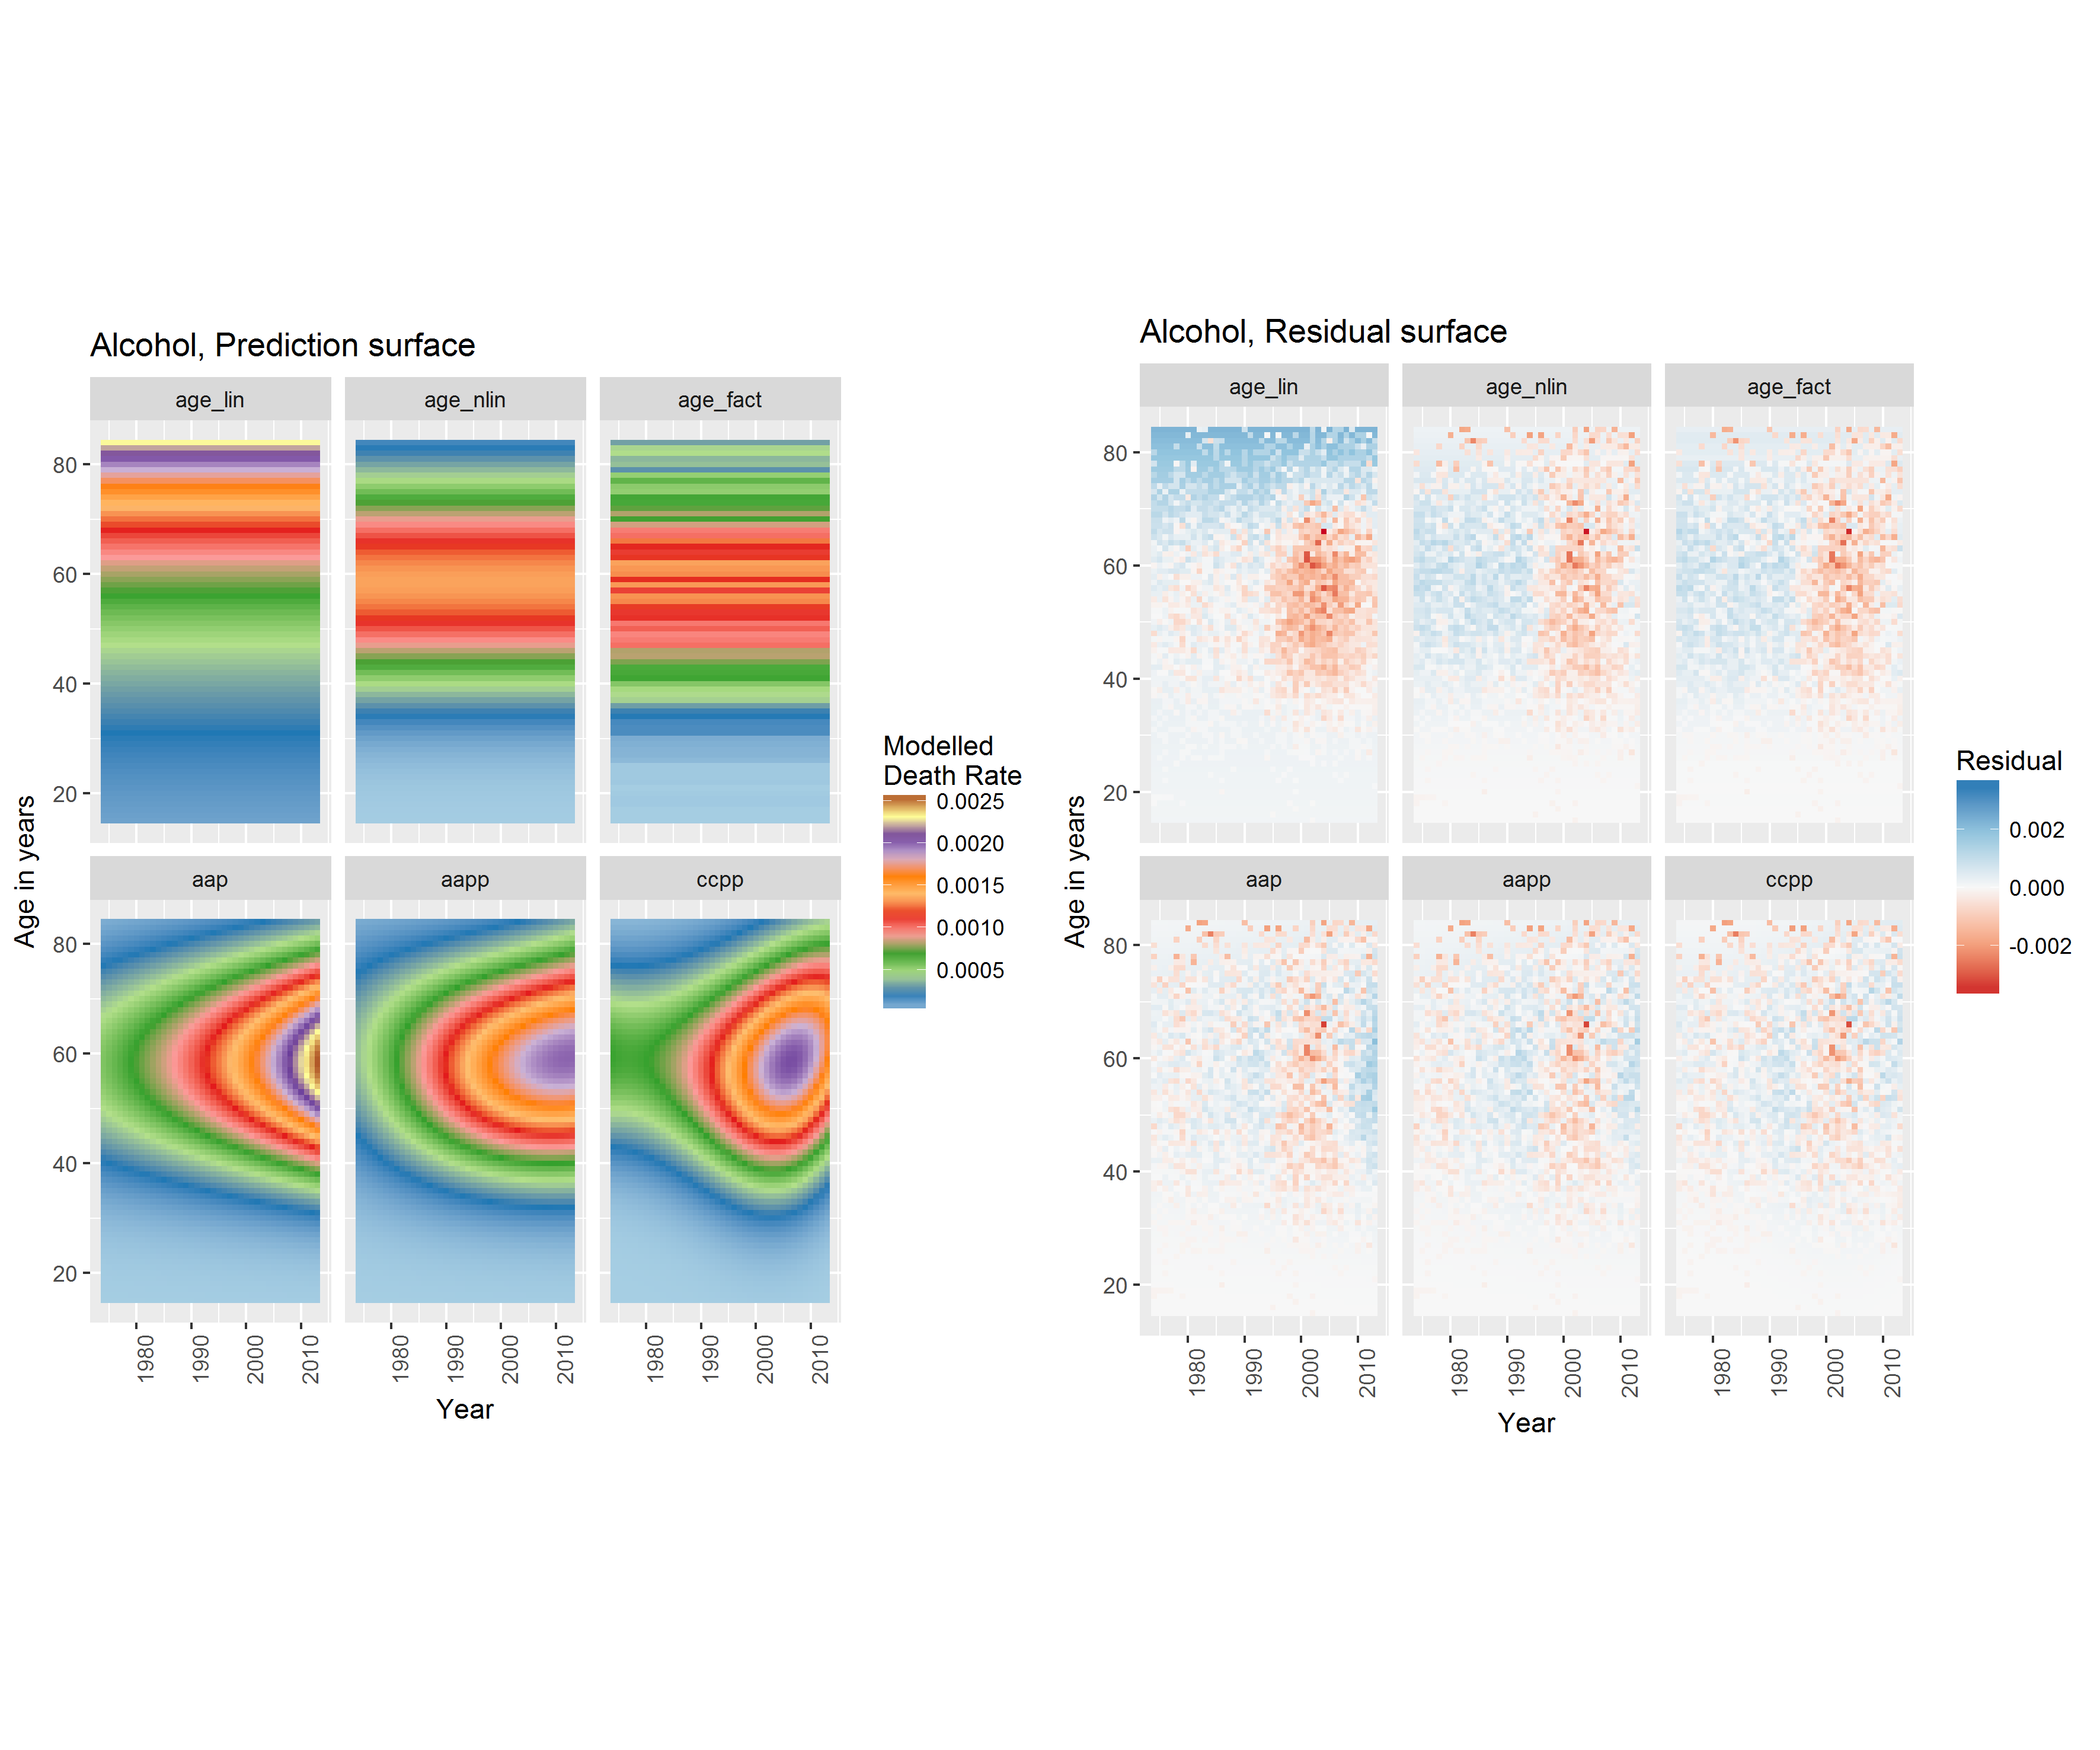 Alcohol, Prediction surface
age_lin age_nlin age_fact
80
60
40
20
aap aapp ccpp
80
60
40
20
1980 1990 2000 2010 1980 1990 2000 2010 1980 1990 2000 2010
Year
Age in years
Modelled
Death Rate
0.0025
0.0020
0.0015
0.0010
0.0005
Alcohol, Residual surface
age_lin age_nlin age_fact
80
60
40
20
aap aapp ccpp
80
60
40
20
1980 1990 2000 2010 1980 1990 2000 2010 1980 1990 2000 2010
Year
Age in years
Residual
0.002
0.000
-0.002